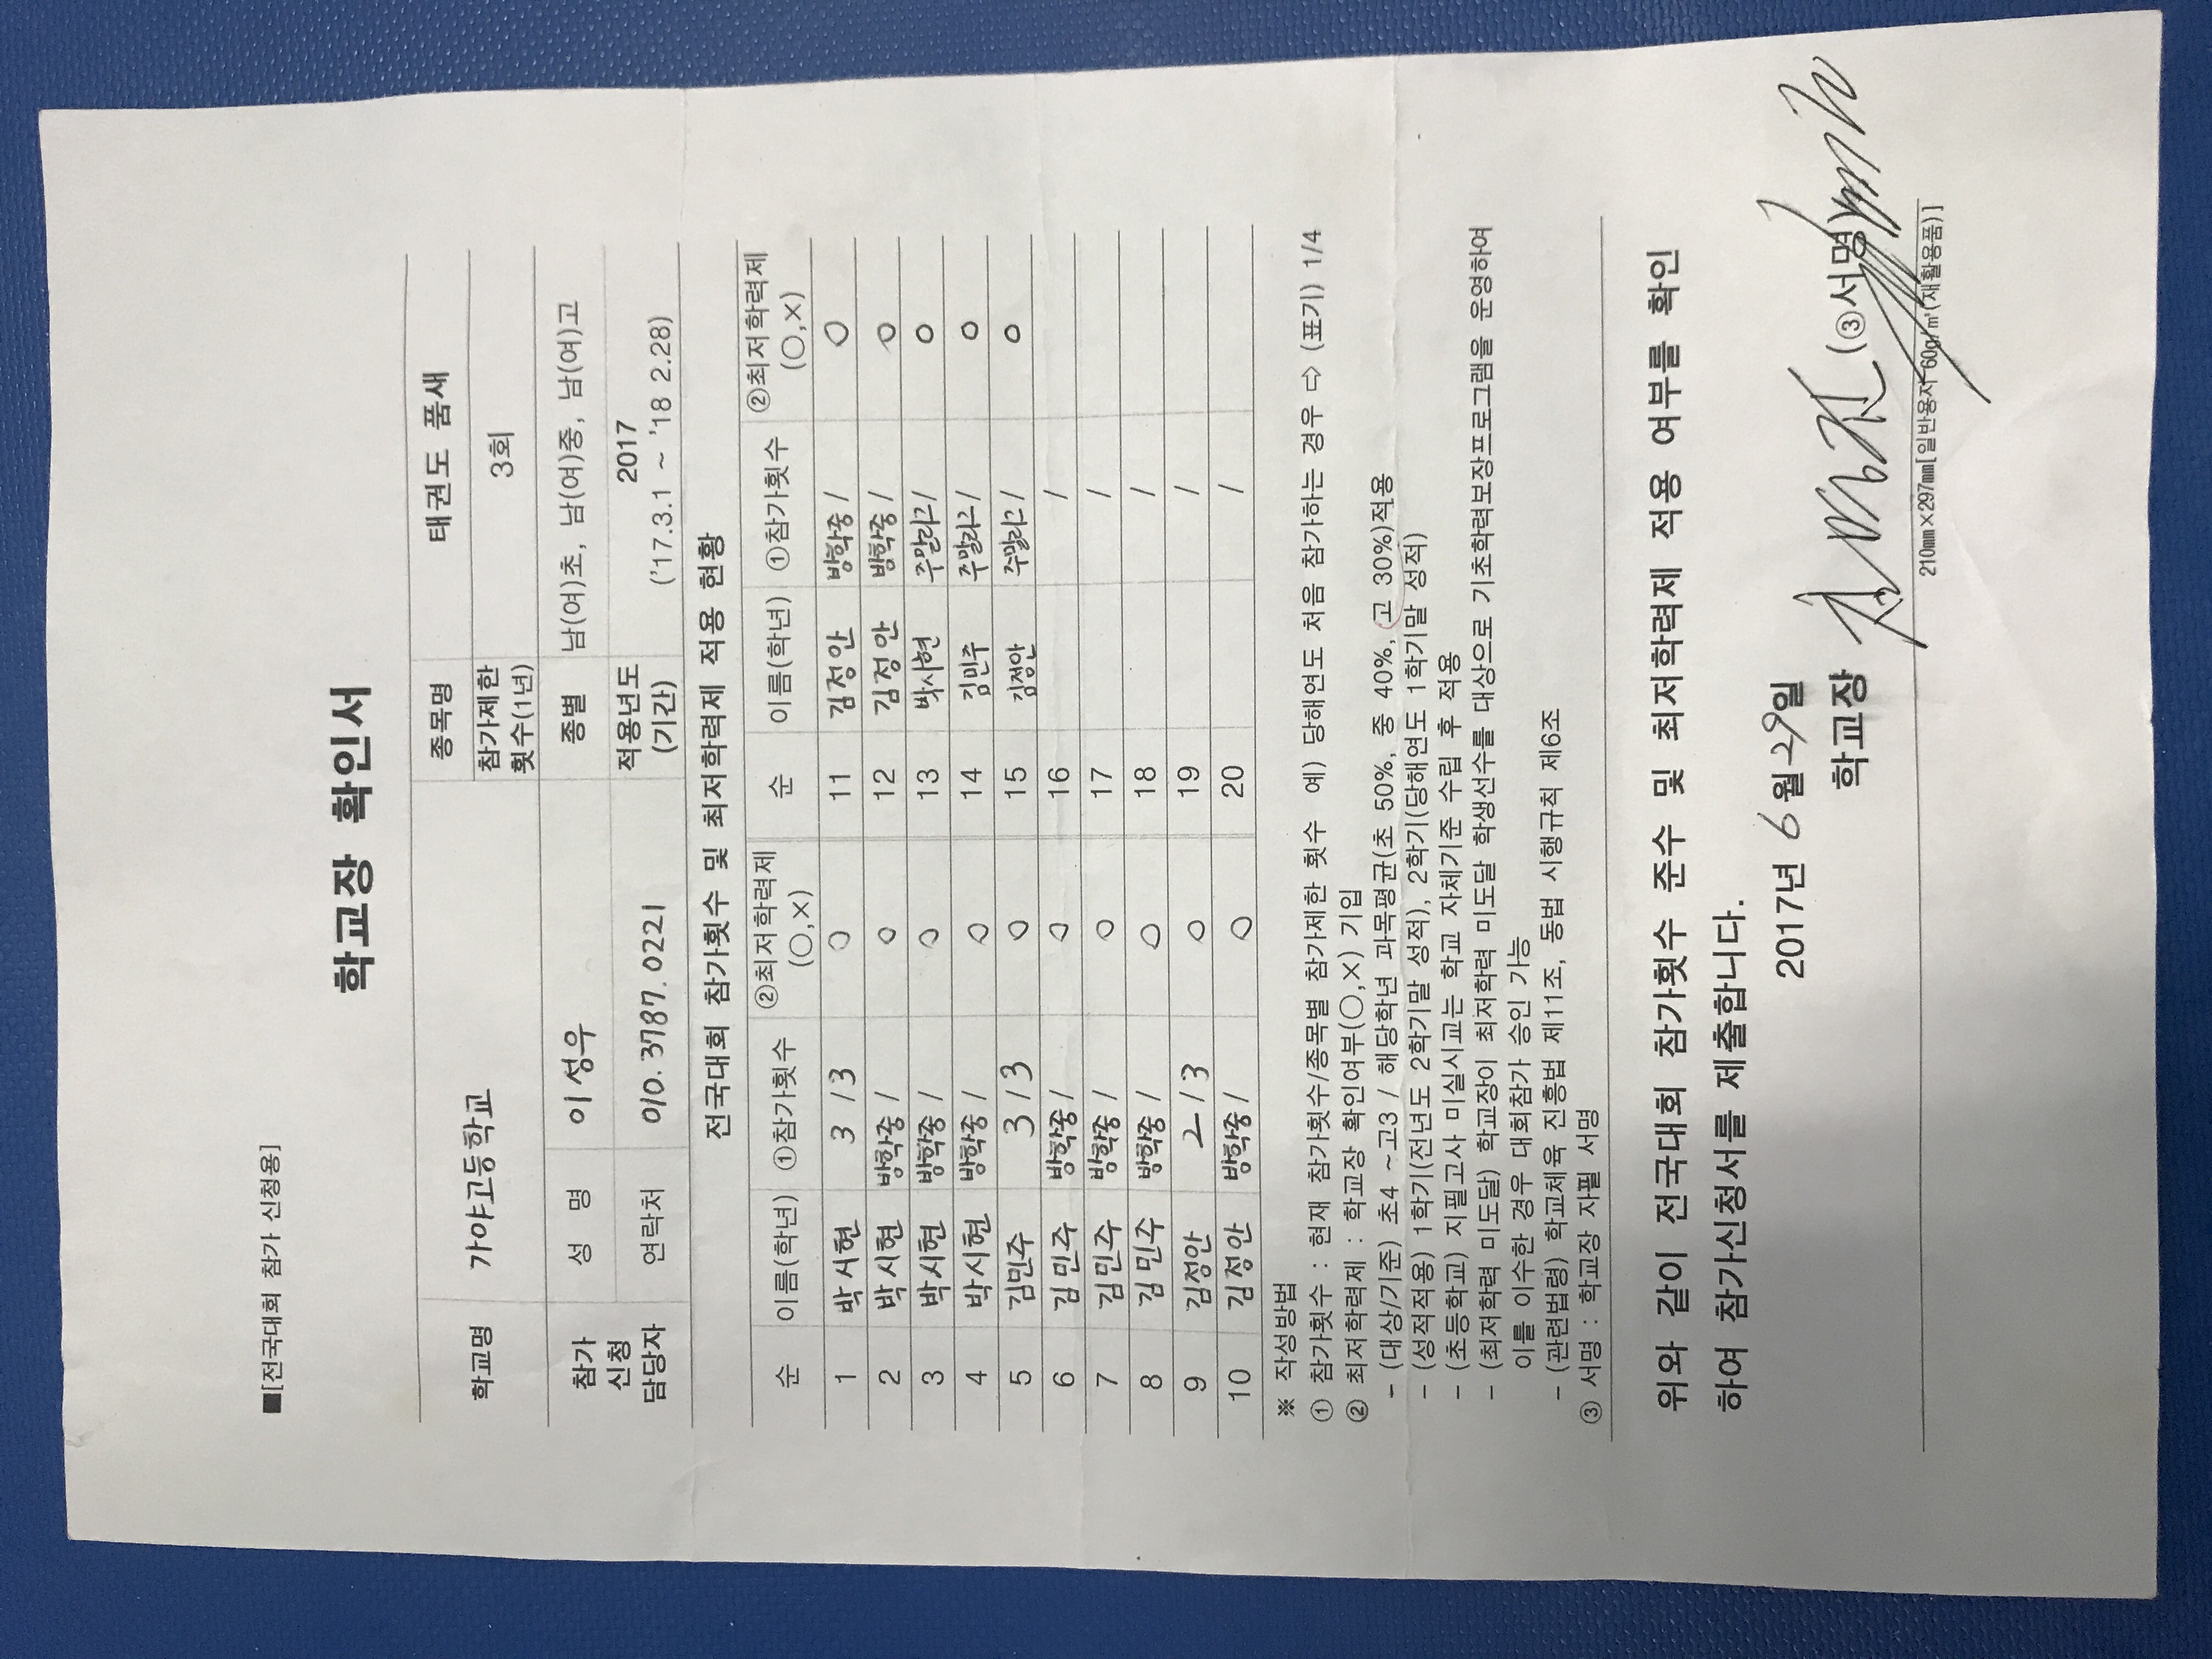 ■[전국대회 참가 신청용]
학교장 확인서
학교명 가야고등학교 종목명 태권도 품새
참가제한 횟수(1년) 3회
참가 신청 담당자 성 명 이성우 종별 남(여)초, 남(여)중, 남(여)고
연락처 010.3787.0221 적용년도 (기간) 2017 ('17.3.1 ~ '18 2.28)
전국대회 참가횟수 및 최저학력제 적용 현황
순 이름(학년) ①참가횟수 ②최저학력제 (○,×) 순 이름(학년) ①참가횟수 ②최저학력제 (○,×)
1 박시현 3 / 3 ○ 11 김정안 방학중 / ○
2 박시현 방학중 / ○ 12 김정안 방학중 / ○
3 박시현 방학중 / ○ 13 박시현 주말리그 / ○
4 박시현 방학중 / ○ 14 김민주 주말리그 / ○
5 김민주 3 / 3 ○ 15 김정안 주말리그 / ○
6 김민주 방학중 / ○ 16 /
7 김민주 방학중 / ○ 17 /
8 김민주 방학중 / ○ 18 /
9 김정안 2 / 3 ○ 19 /
10 김정안 방학중 / ○ 20 /
※ 작성방법
① 참가횟수 : 현재 참가횟수/종목별 참가제한 횟수 예) 당해연도 처음 참가하는 경우 ⇨ (표기) 1/4
② 최저학력제 : 학교장 확인여부(○,×) 기입
- (대상/기준) 초4 ~고3 / 해당학년 과목평균(초 50%, 중 40%, (고 30%)적용
- (성적적용) 1학기(전년도 2학기말 성적), 2학기(당해연도 1학기말 성적)
- (초등학교) 지필고사 미실시교는 학교 자체기준 수립 후 적용
- (최저학력 미도달) 학교장이 최저학력 미도달 학생선수를 대상으로 기초학력보장프로그램을 운영하여
이를 이수한 경우 대회참가 승인 가능
- (관련법령) 학교체육 진흥법 제11조, 동법 시행규칙 제6조
③ 서명 : 학교장 자필 서명
위와 같이 전국대회 참가횟수 준수 및 최저학력제 적용 여부를 확인
하여 참가신청서를 제출합니다.
2017년 6월 29일
학교장 (③서명)
210㎜×297㎜[일반용지 60g/㎡(재활용품)]